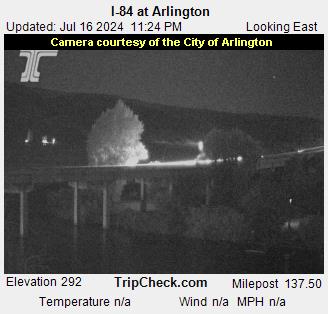 I-84 at Arlington
Updated: Jul 16 2024 11:24 PM Looking East
Camera courtesy of the City of Arlington
Elevation 292 TripCheck.com Milepost 137.50
Temperature n/a Wind n/a MPH n/a